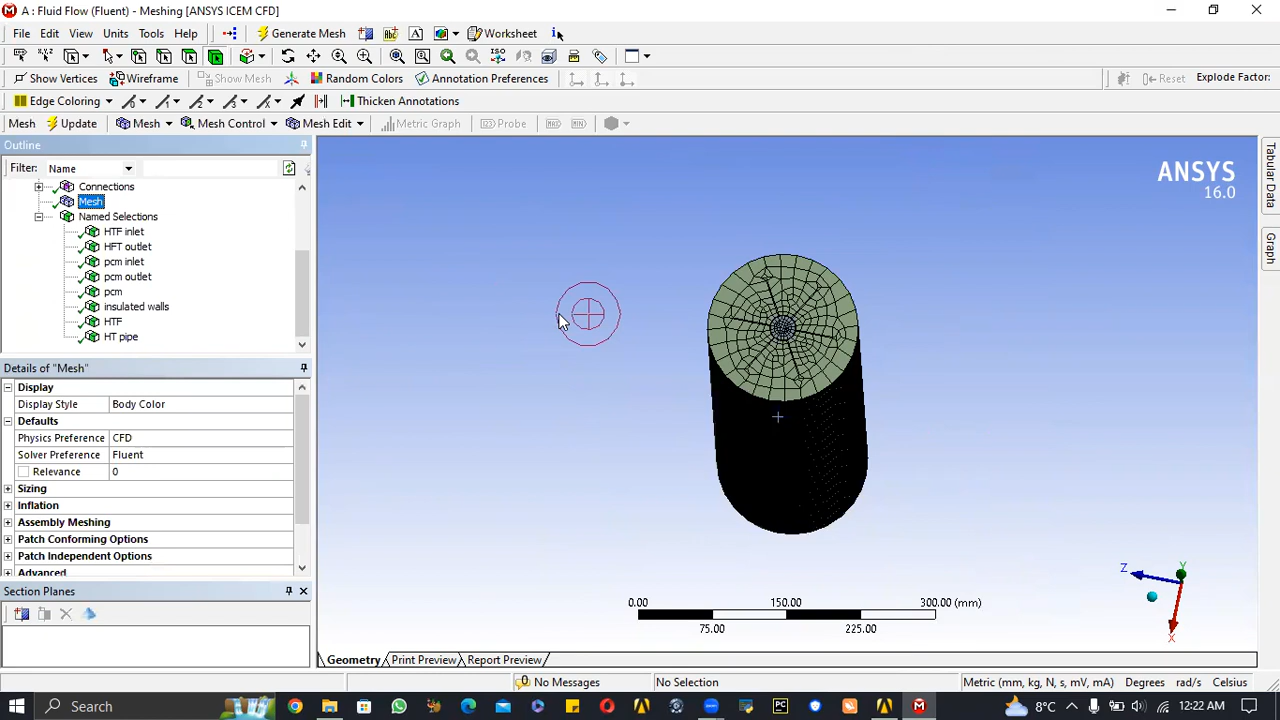 A : Fluid Flow (Fluent) - Meshing [ANSYS ICEM CFD]
File Edit View Units Tools Help Generate Mesh Worksheet
Show Vertices Wireframe Show Mesh Random Colors Annotation Preferences Reset Explode Factor:
Edge Coloring Thicken Annotations
Mesh Update Mesh Mesh Control Mesh Edit Metric Graph Probe MAX MIN
Outline
Filter: Name
Connections
Mesh
Named Selections
HTF inlet
HFT outlet
pcm inlet
pcm outlet
pcm
insulated walls
HTF
HT pipe
Details of "Mesh"
Display
Display Style Body Color
Defaults
Physics Preference CFD
Solver Preference Fluent
Relevance 0
Sizing
Inflation
Assembly Meshing
Patch Conforming Options
Patch Independent Options
Advanced
Section Planes
ANSYS
16.0
Tabular Data
Graph
Y
Z
X
0.00 150.00 300.00 (mm)
75.00 225.00
Geometry Print Preview Report Preview
No Messages No Selection Metric (mm, kg, N, s, mV, mA) Degrees rad/s Celsius
Search 8°C 12:22 AM